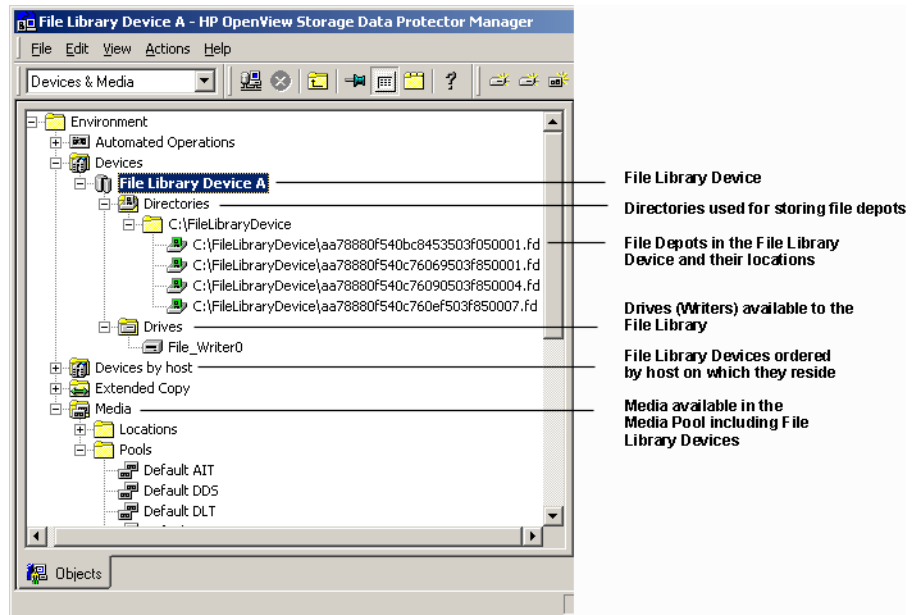 File Library Device A - HP OpenView Storage Data Protector Manager
File Edit View Actions Help
Devices & Media
Environment
Automated Operations
Devices
File Library Device A
File Library Device
Directories
Directories used for storing file depots
C:\FileLibraryDevice
C:\FileLibraryDevice\aa78880f540bc8453503f050001.fd
File Depots in the File Library
Device and their locations
C:\FileLibraryDevice\aa78880f540c76069503f850001.fd
C:\FileLibraryDevice\aa78880f540c76090503f850004.fd
C:\FileLibraryDevice\aa78880f540c760ef503f850007.fd
Drives
Drives (Writers) available to the
File Library
File_Writer0
Devices by host
File Library Devices ordered
by host on which they reside
Extended Copy
Media
Media available in the
Media Pool including File
Library Devices
Locations
Pools
Default AIT
Default DDS
Default DLT
Objects